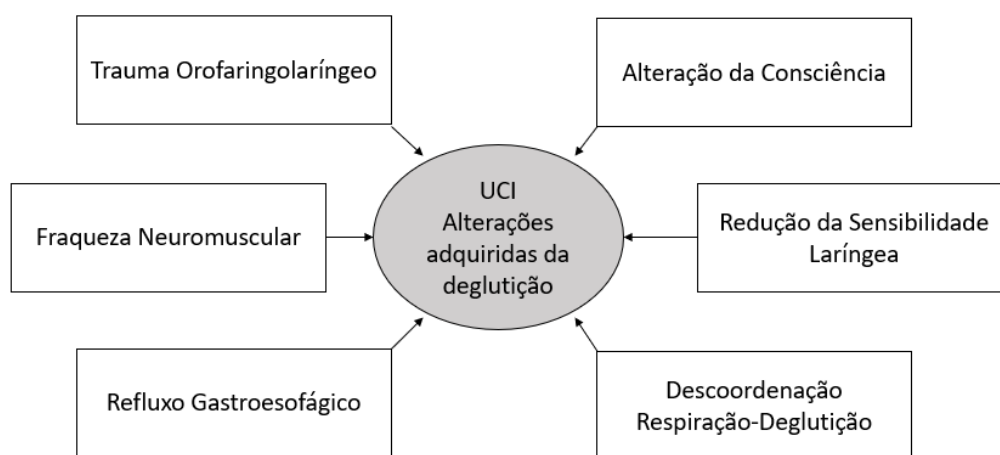 Trauma Orofaringolaríngeo
Alteração da Consciência
UCI
Alterações
adquiridas da
deglutição
Fraqueza Neuromuscular
Redução da Sensibilidade
Laríngea
Refluxo Gastroesofágico
Descoordenação
Respiração-Deglutição